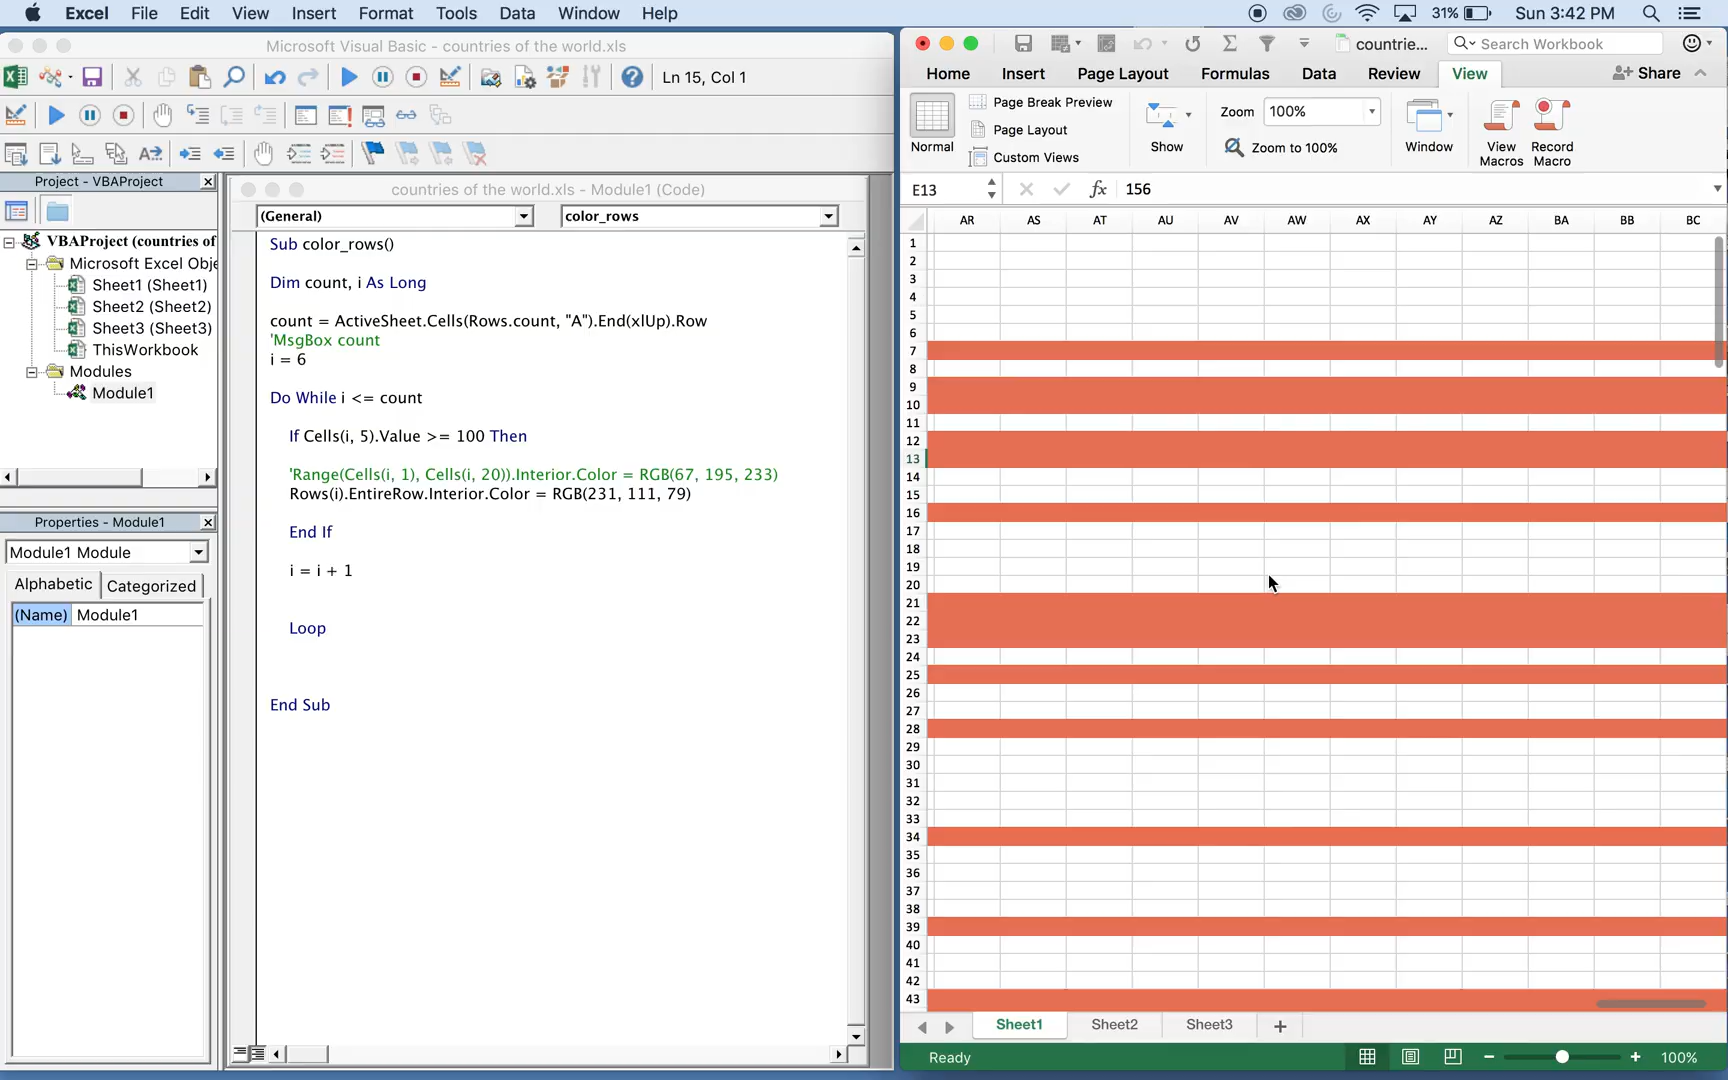 Excel File Edit View Insert Format Tools Data Window Help
31% Sun 3:42 PM
Microsoft Visual Basic - countries of the world.xls
Ln 15, Col 1
Project - VBAProject
VBAProject (countries of
Microsoft Excel Obje
Sheet1 (Sheet1)
Sheet2 (Sheet2)
Sheet3 (Sheet3)
ThisWorkbook
Modules
Module1
Properties - Module1
Module1 Module
Alphabetic Categorized
(Name) Module1
countries of the world.xls - Module1 (Code)
(General) color_rows
Sub color_rows()
Dim count, i As Long
count = ActiveSheet.Cells(Rows.count, "A").End(xlUp).Row
'MsgBox count
i = 6
Do While i <= count
If Cells(i, 5).Value >= 100 Then
'Range(Cells(i, 1), Cells(i, 20)).Interior.Color = RGB(67, 195, 233)
Rows(i).EntireRow.Interior.Color = RGB(231, 111, 79)
End If
i = i + 1
Loop
End Sub
countrie... Search Workbook
Home Insert Page Layout Formulas Data Review View Share
Normal
Page Break Preview
Page Layout
Custom Views
Show
Zoom 100%
Zoom to 100%
Window
View Macros
Record Macro
E13 fx 156
AR AS AT AU AV AW AX AY AZ BA BB BC
1
2
3
4
5
6
7
8
9
10
11
12
13
14
15
16
17
18
19
20
21
22
23
24
25
26
27
28
29
30
31
32
33
34
35
36
37
38
39
40
41
42
43
Sheet1 Sheet2 Sheet3
Ready 100%